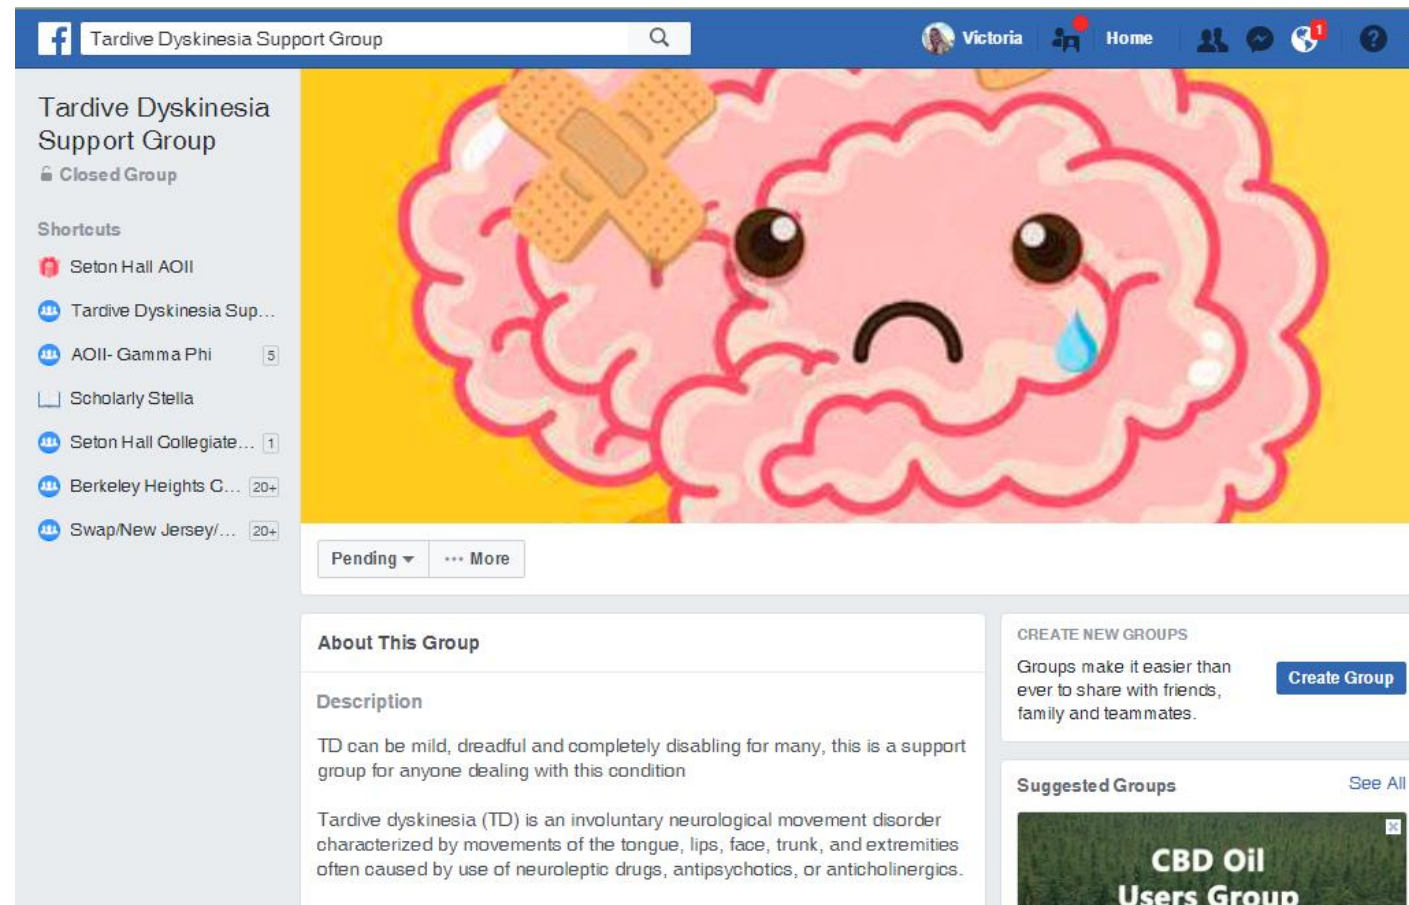 f
Tardive Dyskinesia Support Group
Victoria
Home
1
?
Tardive Dyskinesia
Support Group
Closed Group
Shortcuts
Seton Hall AOII
Tardive Dyskinesia Sup...
AOII- Gamma Phi 5
Scholarly Stella
Seton Hall Collegiate... 1
Berkeley Heights C... 20+
Swap/New Jersey/... 20+
Pending
··· More
About This Group
Description
TD can be mild, dreadful and completely disabling for many, this is a support
group for anyone dealing with this condition
Tardive dyskinesia (TD) is an involuntary neurological movement disorder
characterized by movements of the tongue, lips, face, trunk, and extremities
often caused by use of neuroleptic drugs, antipsychotics, or anticholinergics.
CREATE NEW GROUPS
Groups make it easier than
ever to share with friends,
family and teammates.
Create Group
Suggested Groups
See All
CBD Oil
Users Group